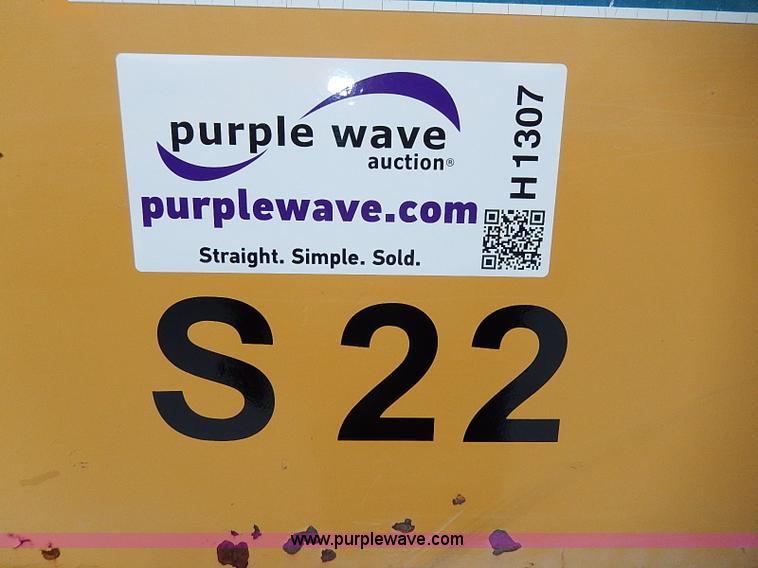 purple wave
auction®
H1307
purplewave.com
Straight. Simple. Sold.
S 22
www.purplewave.com